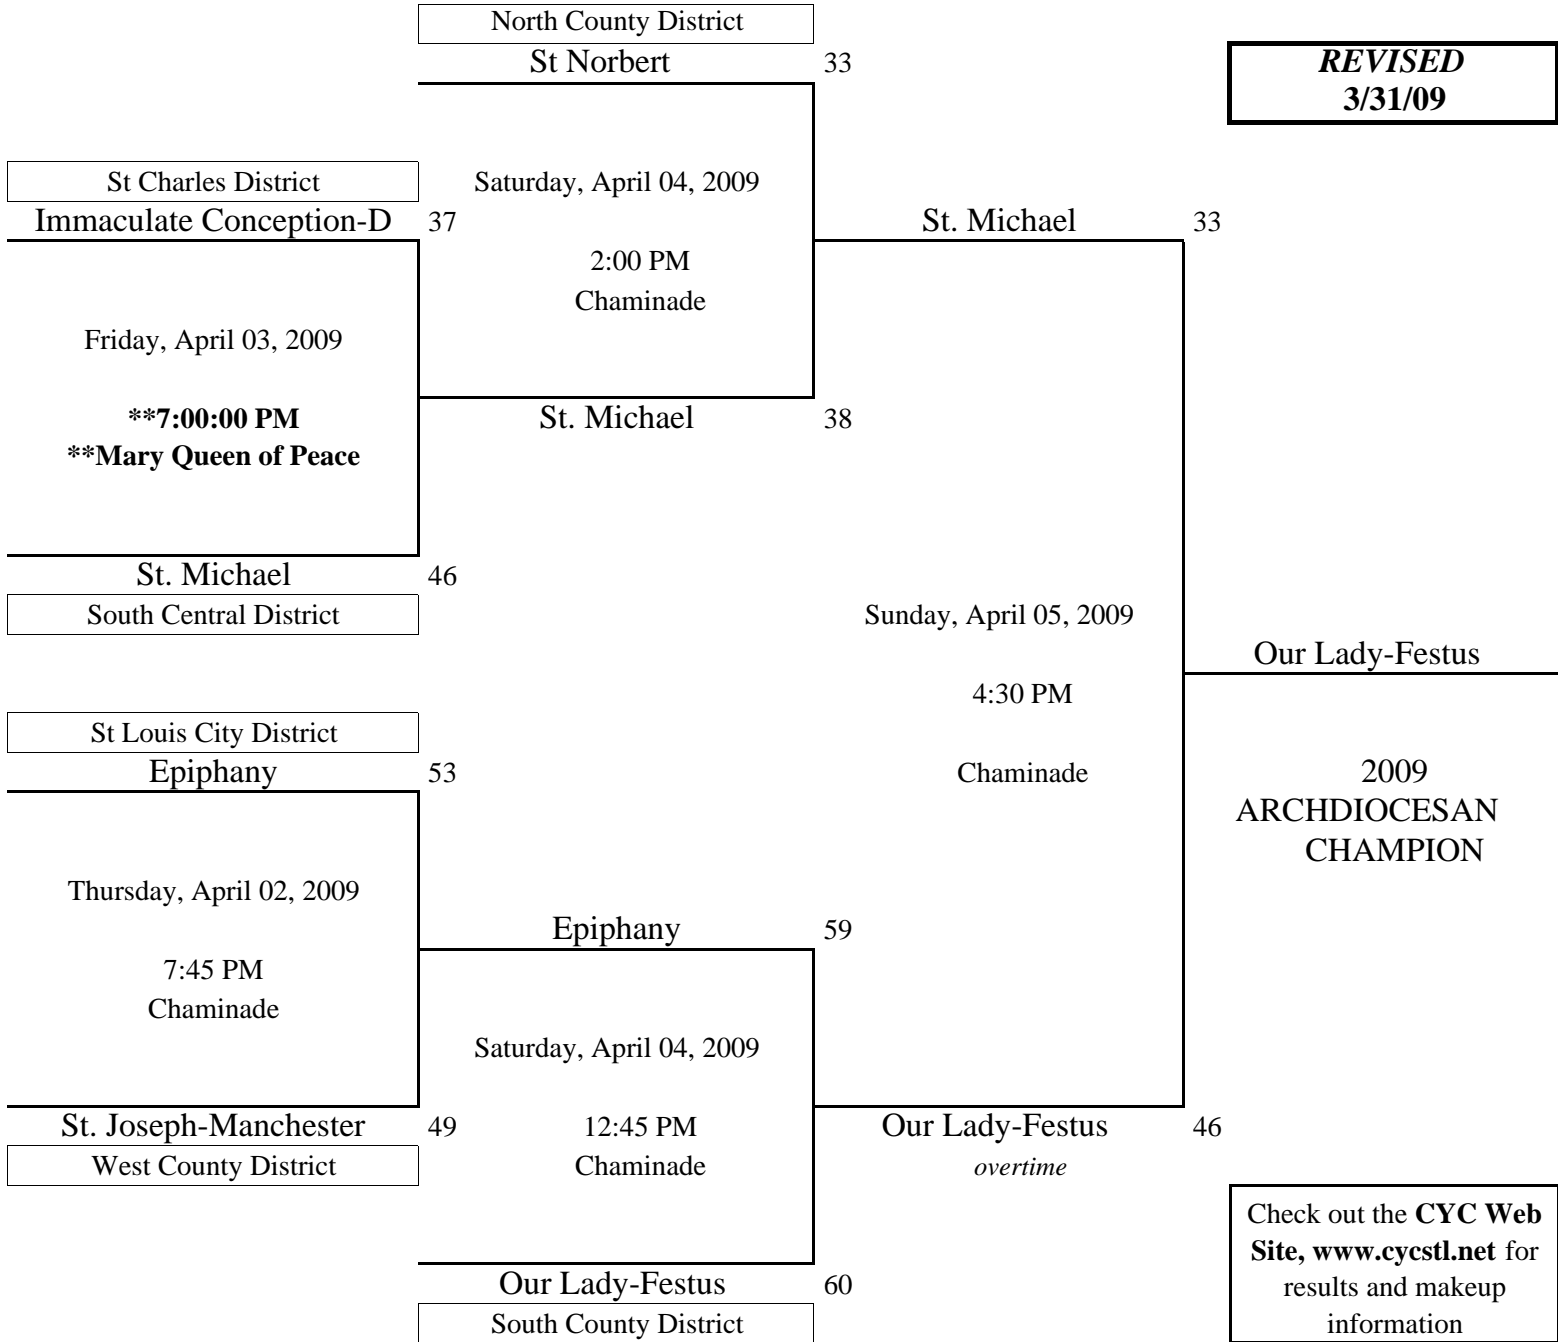 North County District
St Norbert 33
REVISED
3/31/09
St Charles District
Saturday, April 04, 2009
Immaculate Conception-D 37
St. Michael 33
2:00 PM
Chaminade
Friday, April 03, 2009
**7:00:00 PM
St. Michael 38
**Mary Queen of Peace
St. Michael 46
South Central District
Sunday, April 05, 2009
Our Lady-Festus
4:30 PM
St Louis City District
Epiphany 53
Chaminade
2009
ARCHDIOCESAN
CHAMPION
Thursday, April 02, 2009
Epiphany 59
7:45 PM
Chaminade
Saturday, April 04, 2009
St. Joseph-Manchester 49
12:45 PM
Our Lady-Festus 46
West County District
Chaminade
overtime
Check out the CYC Web
Site, www.cycstl.net for
results and makeup
information
Our Lady-Festus 60
South County District